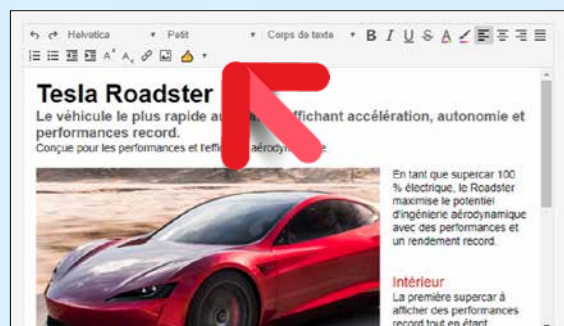 Helvetica Petit Corps de texte B I U S A
Tesla Roadster
Le véhicule le plus rapide au ffichant accélération, autonomie et
performances record.
Conçue pour les performances et l'effic aérodyn e.
En tant que supercar 100
% électrique, le Roadster
maximise le potentiel
d'ingénierie aérodynamique
avec des performances et
un rendement record.
Intérieur
La première supercar à
afficher des performances
record tout en étant